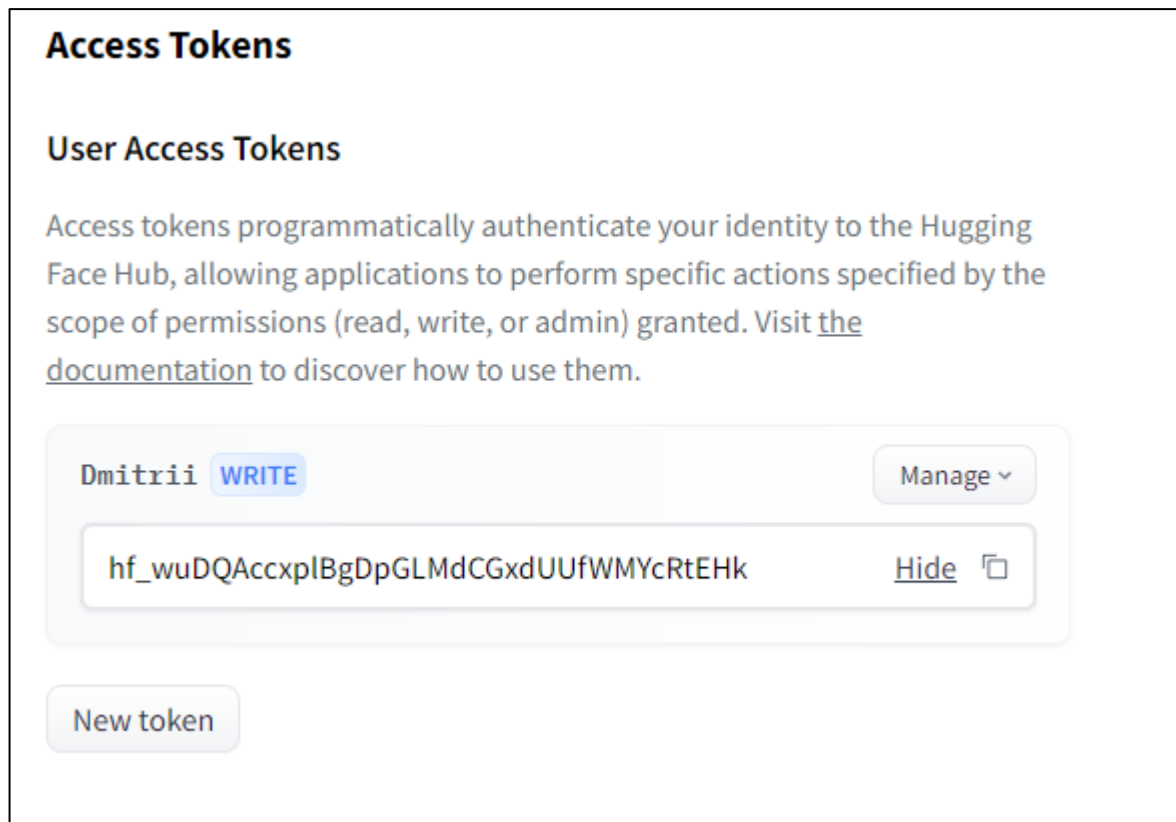 Access Tokens
User Access Tokens
Access tokens programmatically authenticate your identity to the Hugging
Face Hub, allowing applications to perform specific actions specified by the
scope of permissions (read, write, or admin) granted. Visit the
documentation to discover how to use them.
Dmitrii WRITE Manage
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 Hide
New token